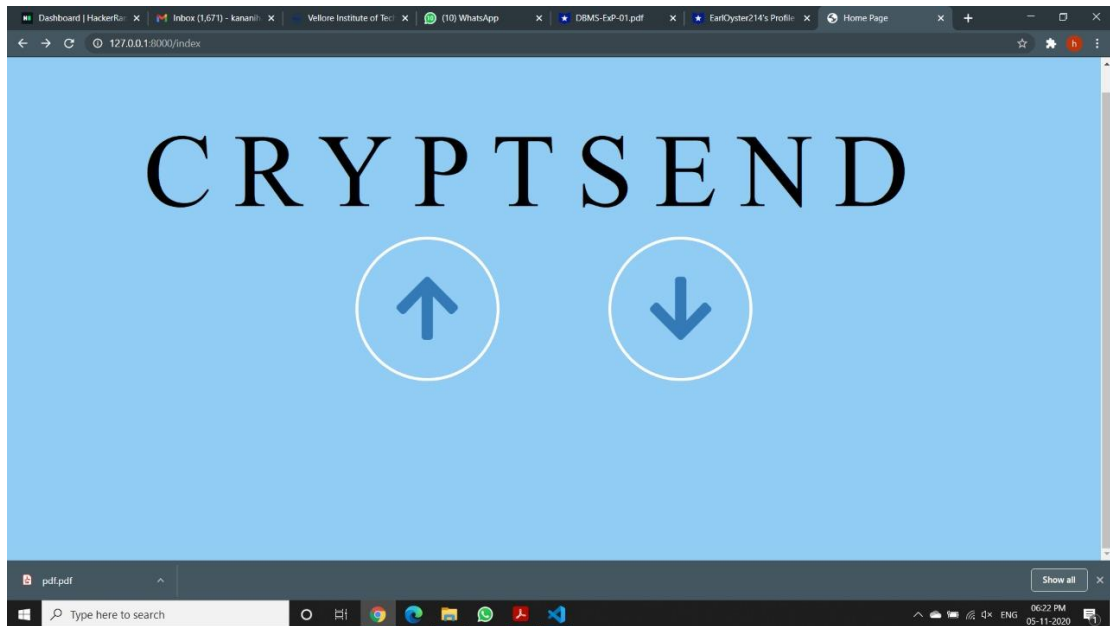 Dashboard | HackerRan
Inbox (1,671) - kananih
Vellore Institute of Tech
(10) WhatsApp
DBMS-ExP-01.pdf
EarlOyster214's Profile
Home Page
127.0.0.1:8000/index
h
CRYPTSEND
pdf.pdf
Show all
Type here to search
ENG
06:22 PM
05-11-2020